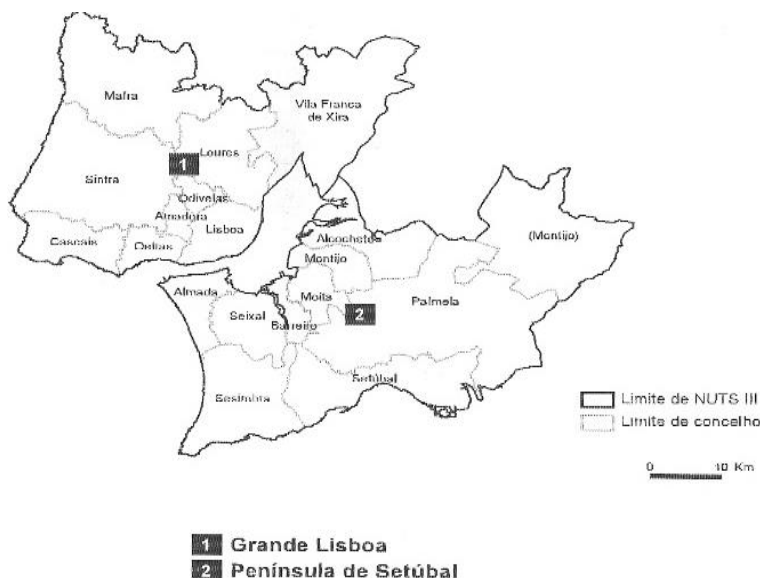 Mafra
Vila Franca
de Xira
1
Loures
Sintra
Odivelas
Amadora
Lisboa
Cascais
Oeiras
Alcochete
(Montijo)
Montijo
Almada
Moita
Palmela
Seixal
2
Barreiro
Setúbal
Sesimbra
Limite de NUTS III
Limite de concelho
0 10 Km
1 Grande Lisboa
2 Península de Setúbal